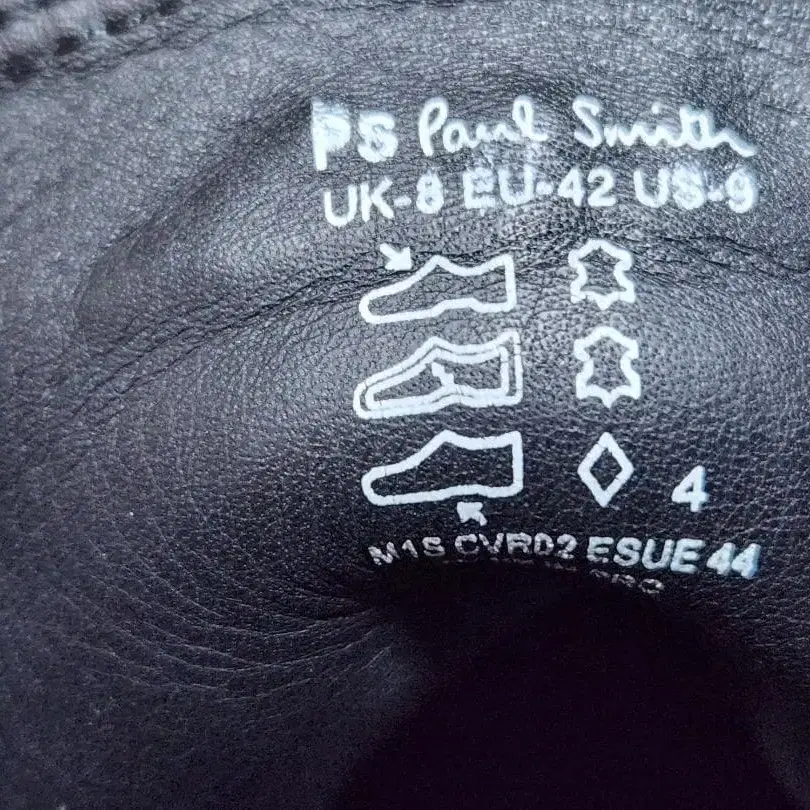 PS Paul Smith
UK-8 EU-42 US-9
4
M1S CVR02 ESUE 44